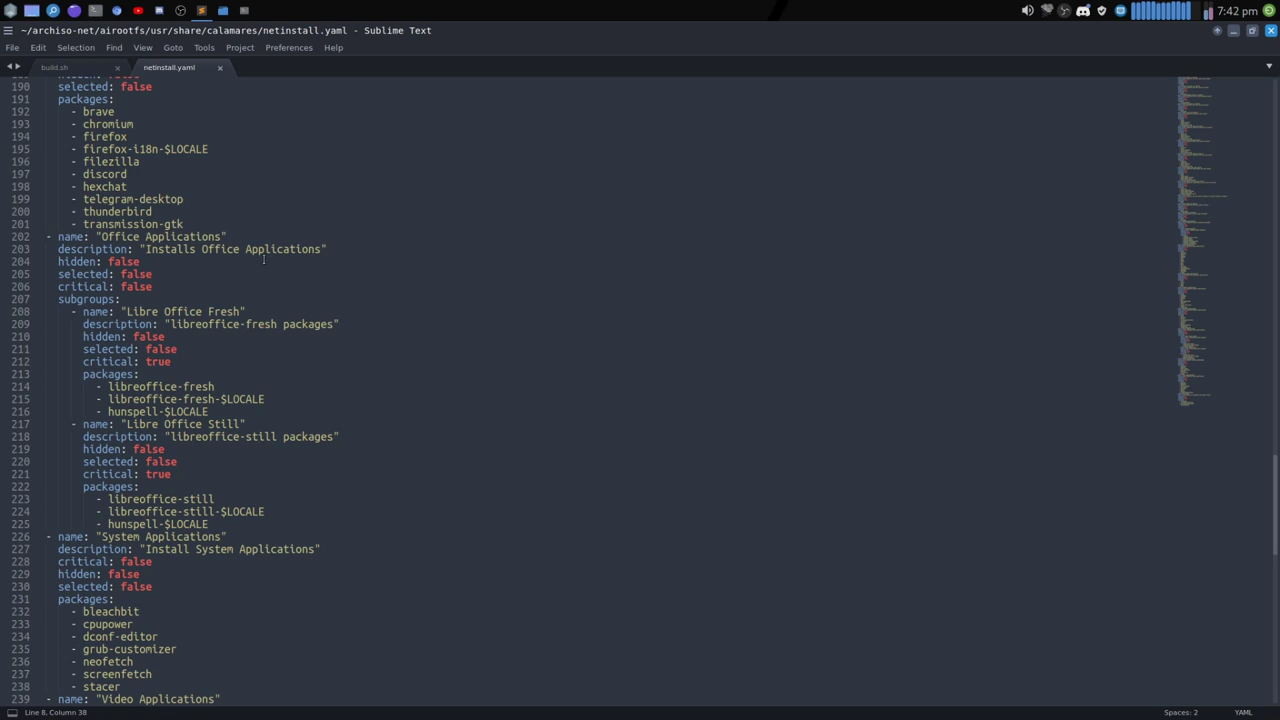 7:42 pm
~/archiso-net/airootfs/usr/share/calamares/netinstall.yaml • - Sublime Text
File Edit Selection Find View Goto Tools Project Preferences Help
build.sh × netinstall.yaml ×
189 hidden: false
190 selected: false
191 packages:
192 - brave
193 - chromium
194 - firefox
195 - firefox-i18n-$LOCALE
196 - filezilla
197 - discord
198 - hexchat
199 - telegram-desktop
200 - thunderbird
201 - transmission-gtk
202 - name: "Office Applications"
203 description: "Installs Office Applications"
204 hidden: false
205 selected: false
206 critical: false
207 subgroups:
208 - name: "Libre Office Fresh"
209 description: "libreoffice-fresh packages"
210 hidden: false
211 selected: false
212 critical: true
213 packages:
214 - libreoffice-fresh
215 - libreoffice-fresh-$LOCALE
216 - hunspell-$LOCALE
217 - name: "Libre Office Still"
218 description: "libreoffice-still packages"
219 hidden: false
220 selected: false
221 critical: true
222 packages:
223 - libreoffice-still
224 - libreoffice-still-$LOCALE
225 - hunspell-$LOCALE
226 - name: "System Applications"
227 description: "Install System Applications"
228 critical: false
229 hidden: false
230 selected: false
231 packages:
232 - bleachbit
233 - cpupower
234 - dconf-editor
235 - grub-customizer
236 - neofetch
237 - screenfetch
238 - stacer
239 - name: "Video Applications"
Line 8, Column 38 Spaces: 2 YAML